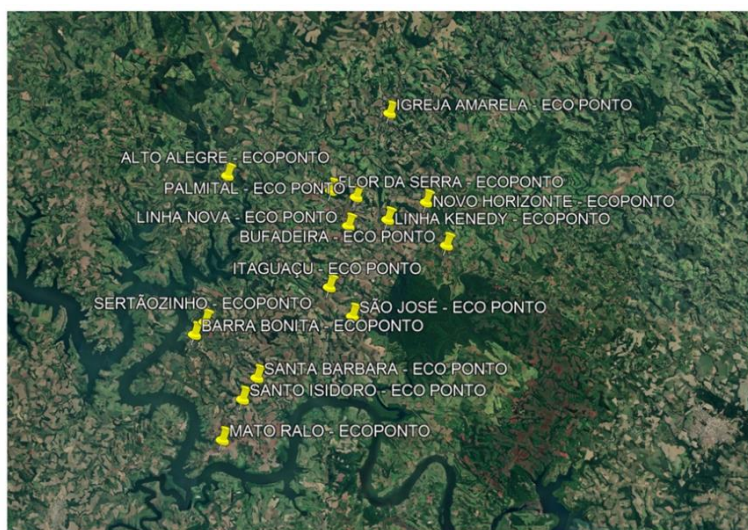 IGREJA AMARELA - ECO PONTO
ALTO ALEGRE - ECOPONTO
FLOR DA SERRA - ECOPONTO
PALMITAL - ECO PONTO
NOVO HORIZONTE - ECOPONTO
LINHA NOVA - ECO PONTO
LINHA KENEDY - ECOPONTO
BUFADEIRA - ECO PONTO
ITAGUAÇU - ECO PONTO
SERTÃOZINHO - ECOPONTO
SÃO JOSÉ - ECO PONTO
BARRA BONITA - ECOPONTO
SANTA BARBARA - ECO PONTO
SANTO ISIDORO - ECO PONTO
MATO RALO - ECOPONTO